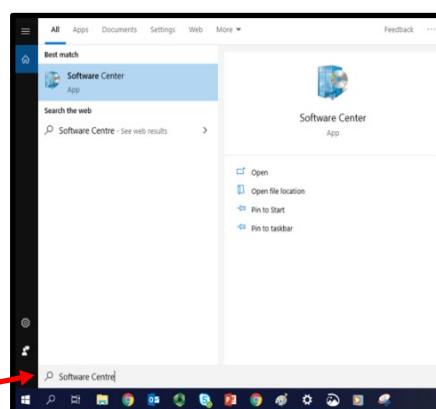 All Apps Documents Settings Web More Feedback
Best match
Software Center
App
Search the web
Software Centre - See web results
Software Center
App
Open
Open file location
Pin to Start
Pin to taskbar
Software Centre